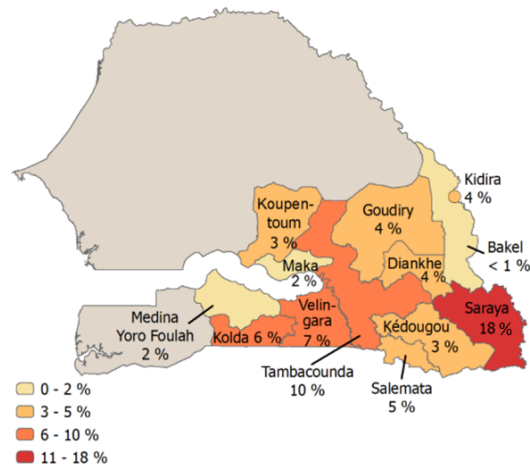 Kidira
4 %
Koupen-
toum
3 %
Goudiry
4 %
Bakel
< 1 %
Maka
2 %
Diankhe
4 %
Medina
Yoro Foulah
2 %
Velin-
gara
7 %
Kolda 6 %
Saraya
18 %
Kédougou
3 %
Tambacounda
10 %
Salemata
5 %
0 - 2 %
3 - 5 %
6 - 10 %
11 - 18 %